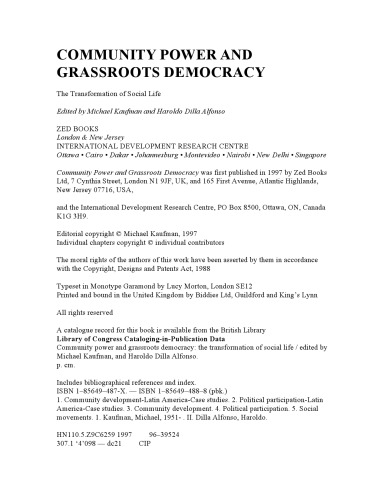 COMMUNITY POWER AND
GRASSROOTS DEMOCRACY
The Transformation of Social Life
Edited by Michael Kaufman and Haroldo Dilla Alfonso
ZED BOOKS
London & New Jersey
INTERNATIONAL DEVELOPMENT RESEARCH CENTRE
Ottawa • Cairo • Dakar • Johannesburg • Montevideo • Nairobi • New Delhi • Singapore
Community Power and Grassroots Democracy was first published in 1997 by Zed Books
Ltd, 7 Cynthia Street, London N1 9JF, UK, and 165 First Avenue, Atlantic Highlands,
New Jersey 07716, USA,
and the International Development Research Centre, PO Box 8500, Ottawa, ON, Canada
K1G 3H9.
Editorial copyright © Michael Kaufman, 1997
Individual chapters copyright © individual contributors
The moral rights of the authors of this work have been asserted by them in accordance
with the Copyright, Designs and Patents Act, 1988
Typeset in Monotype Garamond by Lucy Morton, London SE12
Printed and bound in the United Kingdom by Biddies Ltd, Guildford and King's Lynn
All rights reserved
A catalogue record for this book is available from the British Library
Library of Congress Cataloging-in-Publication Data
Community power and grassroots democracy: the transformation of social life / edited by
Michael Kaufman, and Haroldo Dilla Alfonso.
p. cm.
Includes bibliographical references and index.
ISBN 1–85649–487-X. — ISBN 1–85649–488–8 (pbk.)
1. Community development-Latin America-Case studies. 2. Political participation-Latin
America-Case studies. 3. Community development. 4. Political participation. 5. Social
movements. 1. Kaufman, Michael, 1951- . II. Dilla Alfonso, Haroldo.
HN110.5.Z9C6259 1997 96–39524
307.1 '4'098 — dc21 CIP